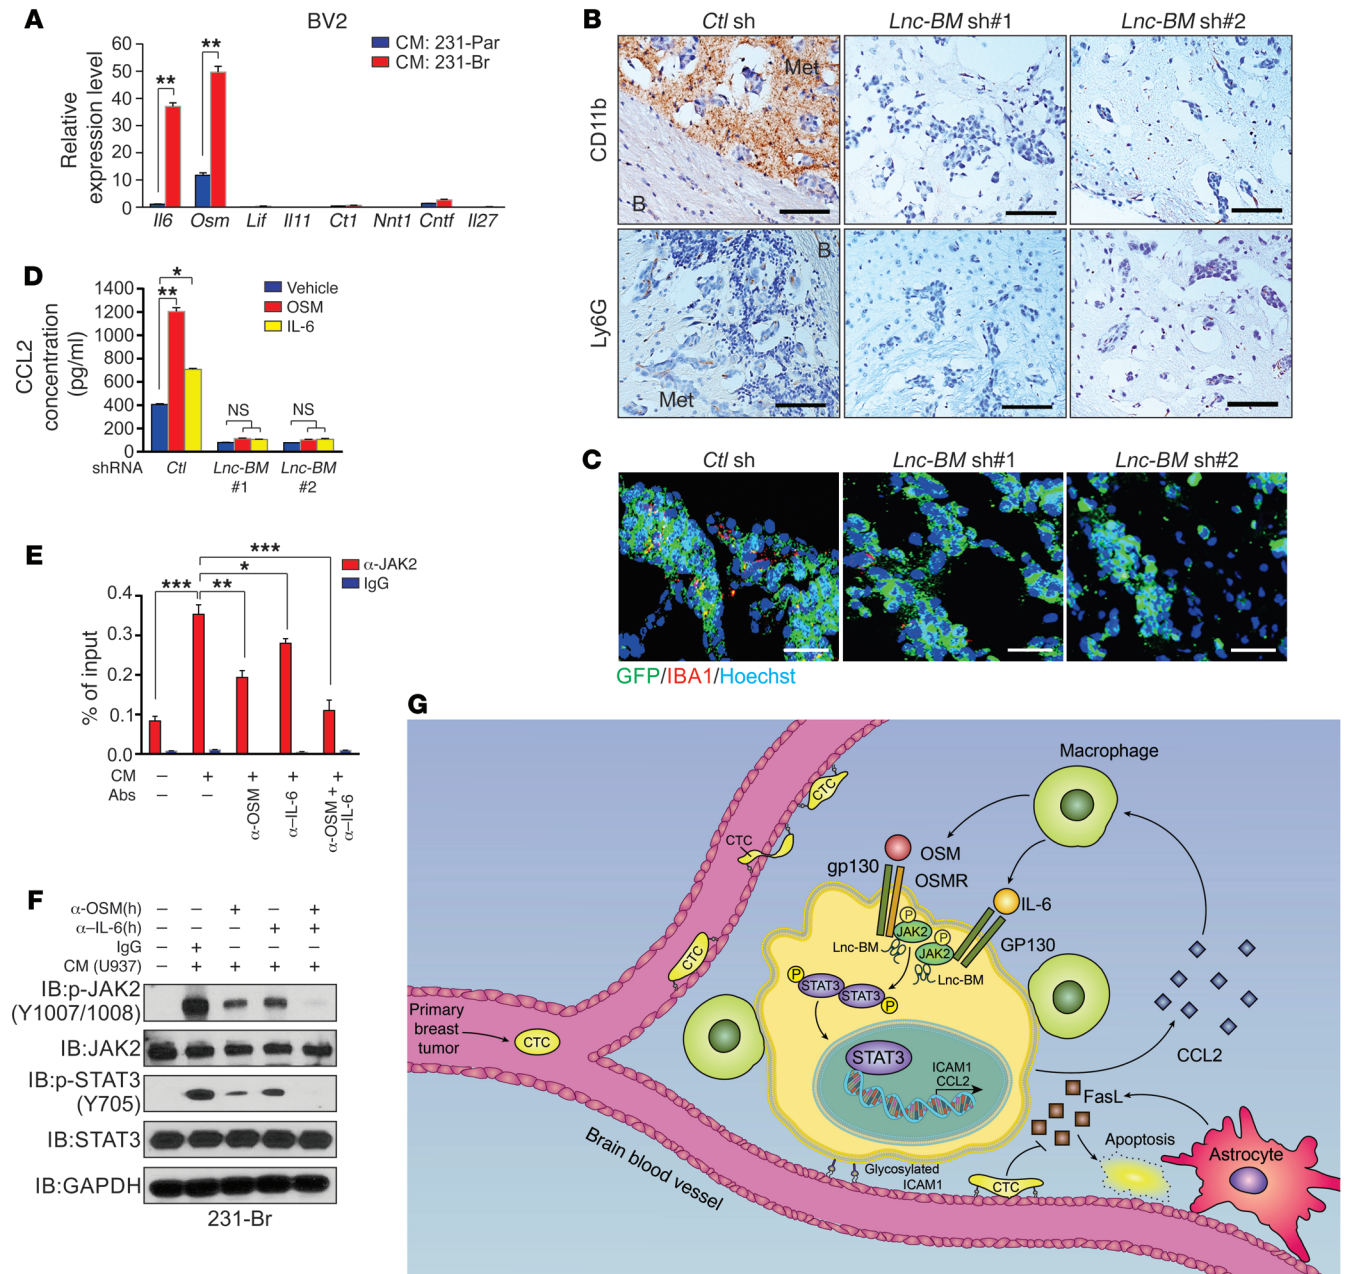 A
BV2
CM: 231-Par
CM: 231-Br
Relative
expression level
60
50
40
30
20
10
0
**
**
Il6 Osm Lif Il11 Ct1 Nnt1 Cntf Il27
B
Ctl sh
Lnc-BM sh#1
Lnc-BM sh#2
CD11b
Met
B
Ly6G
B
Met
C
Ctl sh
Lnc-BM sh#1
Lnc-BM sh#2
GFP/IBA1/Hoechst
D
CCL2
concentration
(pg/ml)
1400
1200
1000
800
600
400
200
0
*
**
NS
NS
Vehicle
OSM
IL-6
shRNA Ctl Lnc-BM Lnc-BM
#1 #2
E
α-JAK2
IgG
% of input
0.4
0.3
0.2
0.1
0.0
***
*
*** **
CM – + + + +
Abs – – α-OSM α–IL-6 α-OSM + α–IL-6
F
α-OSM(h) – – + – +
α–IL-6(h) – – – + +
IgG – + – – –
CM (U937) – + + + +
IB:p-JAK2
(Y1007/1008)
IB:JAK2
IB:p-STAT3
(Y705)
IB:STAT3
IB:GAPDH
231-Br
G
Macrophage
CTC
CTC
CTC
gp130
OSM
OSMR
IL-6
GP130
P
JAK2
P
JAK2
Lnc-BM
Lnc-BM
P
STAT3
STAT3
P
STAT3
ICAM1
CCL2
CCL2
Primary
breast
tumor
CTC
FasL
Apoptosis
Astrocyte
Glycosylated
ICAM1
CTC
Brain blood vessel